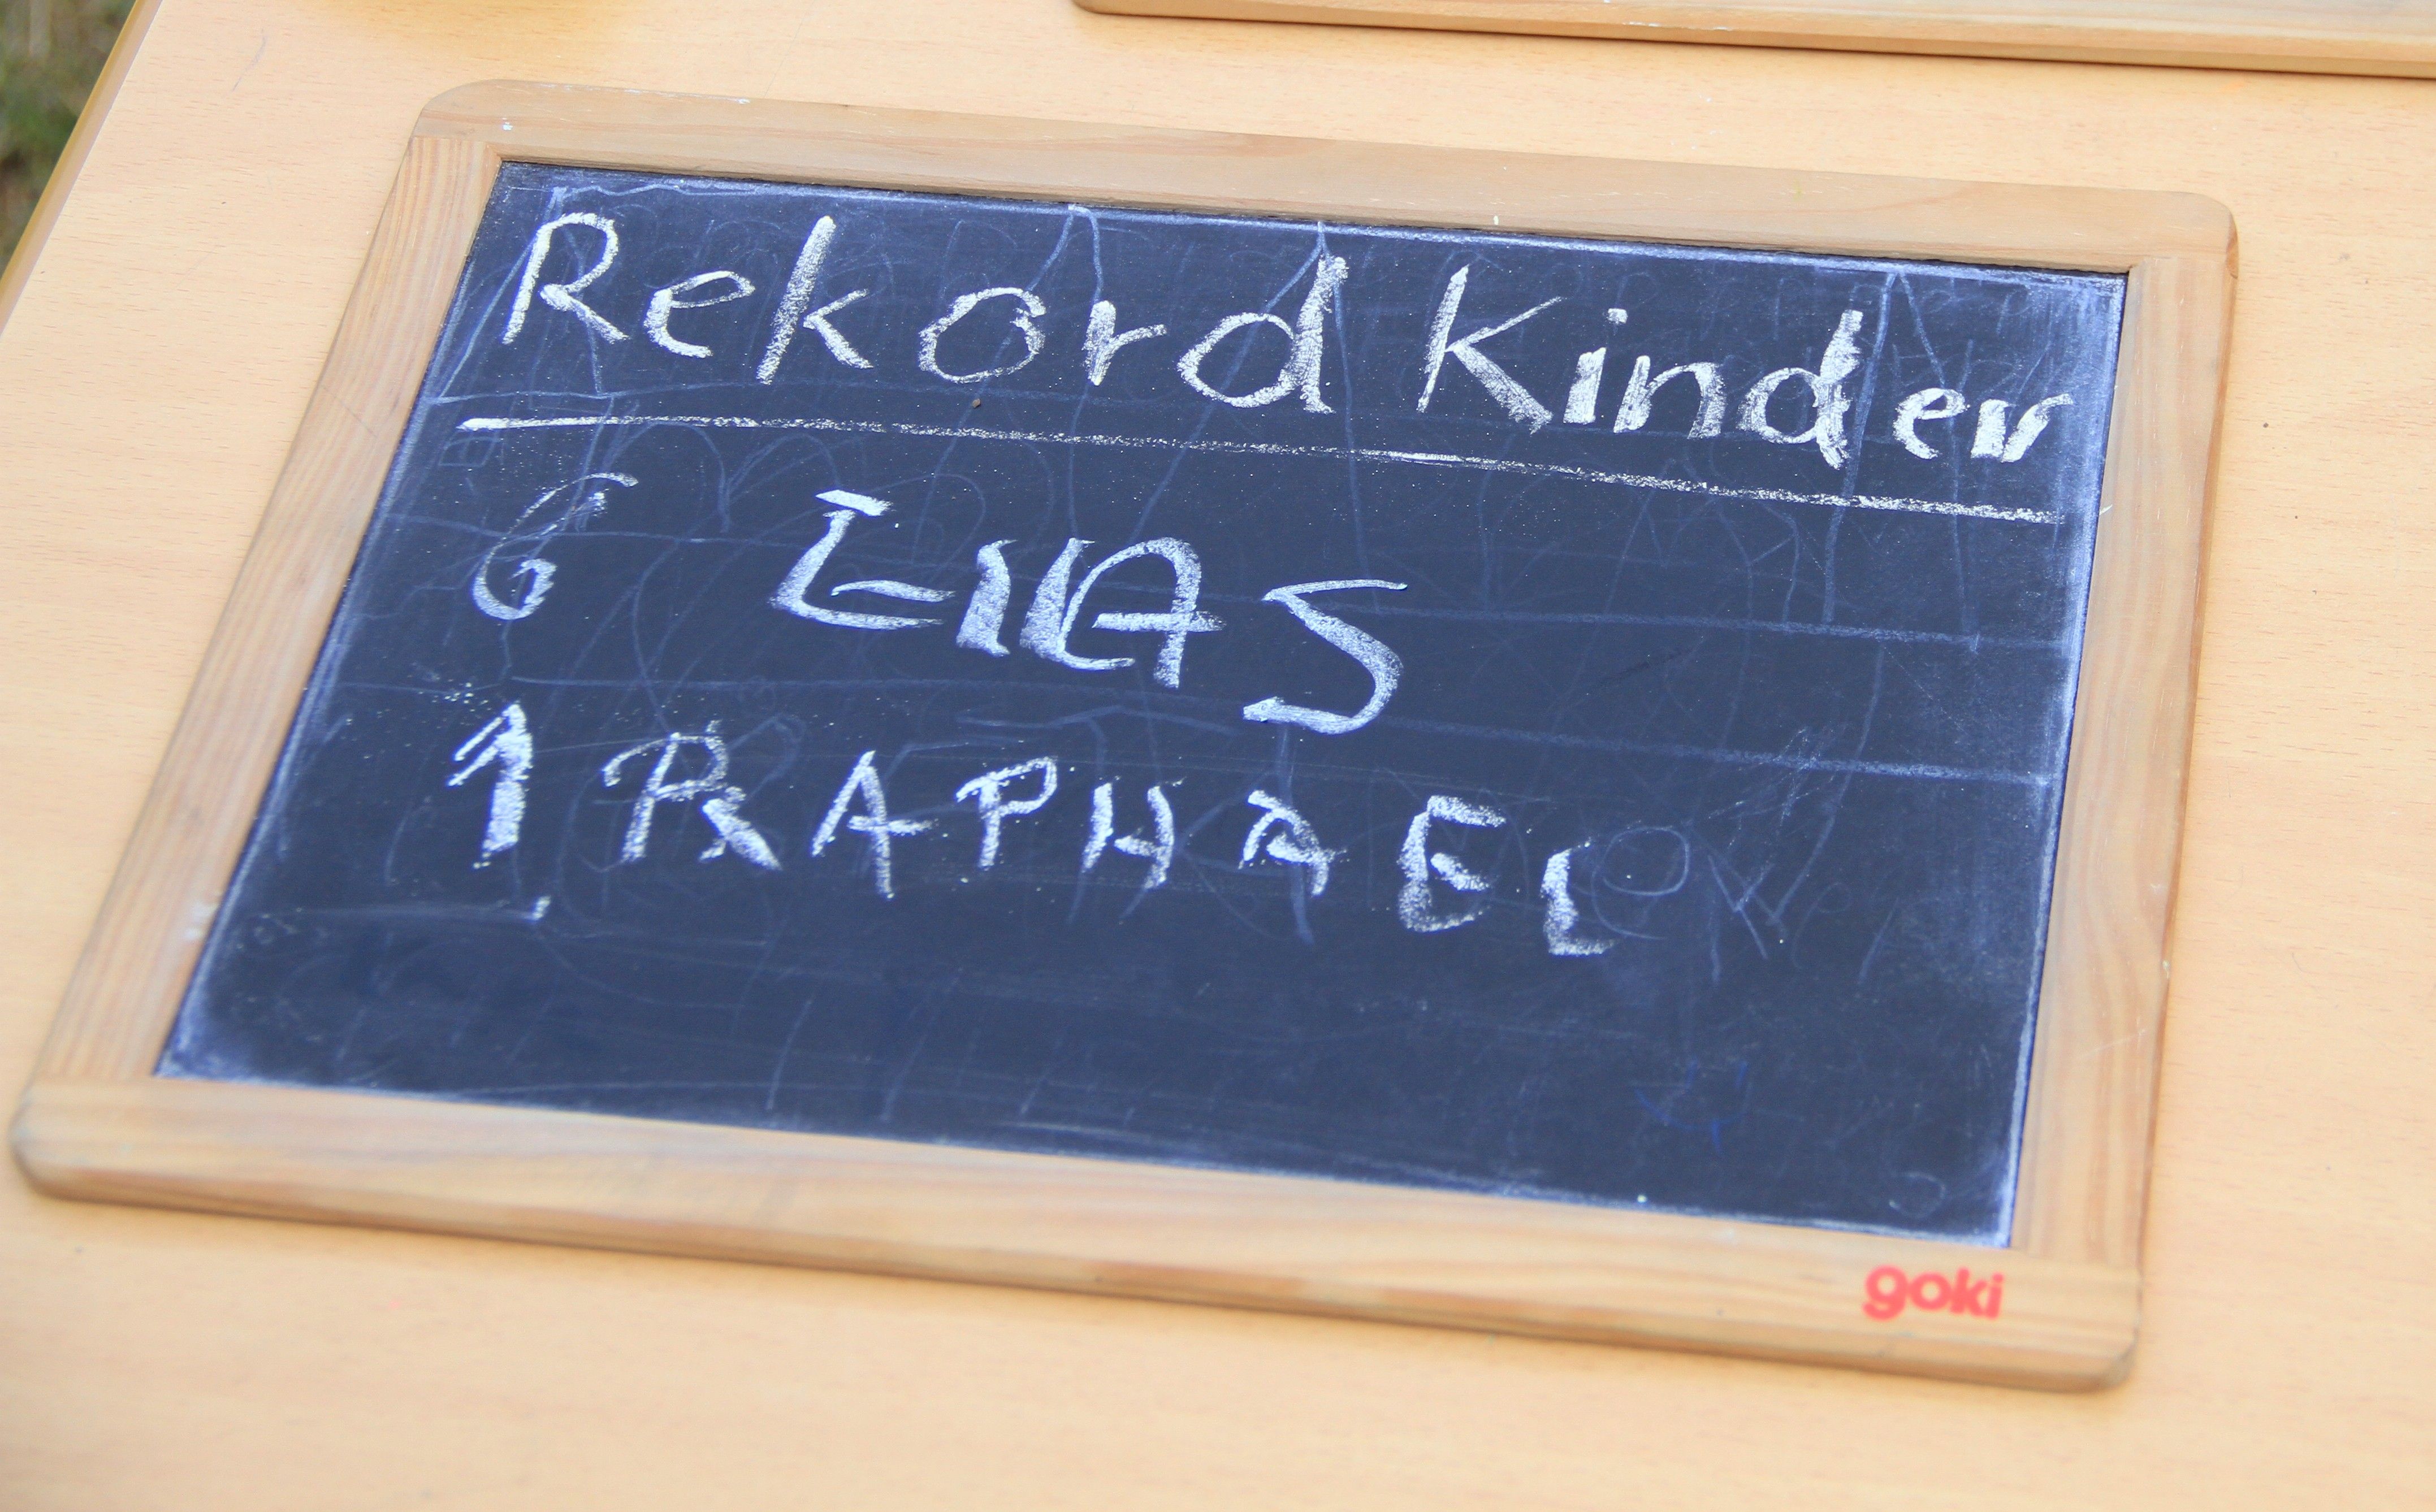 Rekord Kinder
6 ELIAS
1 RAPHAEL
goki